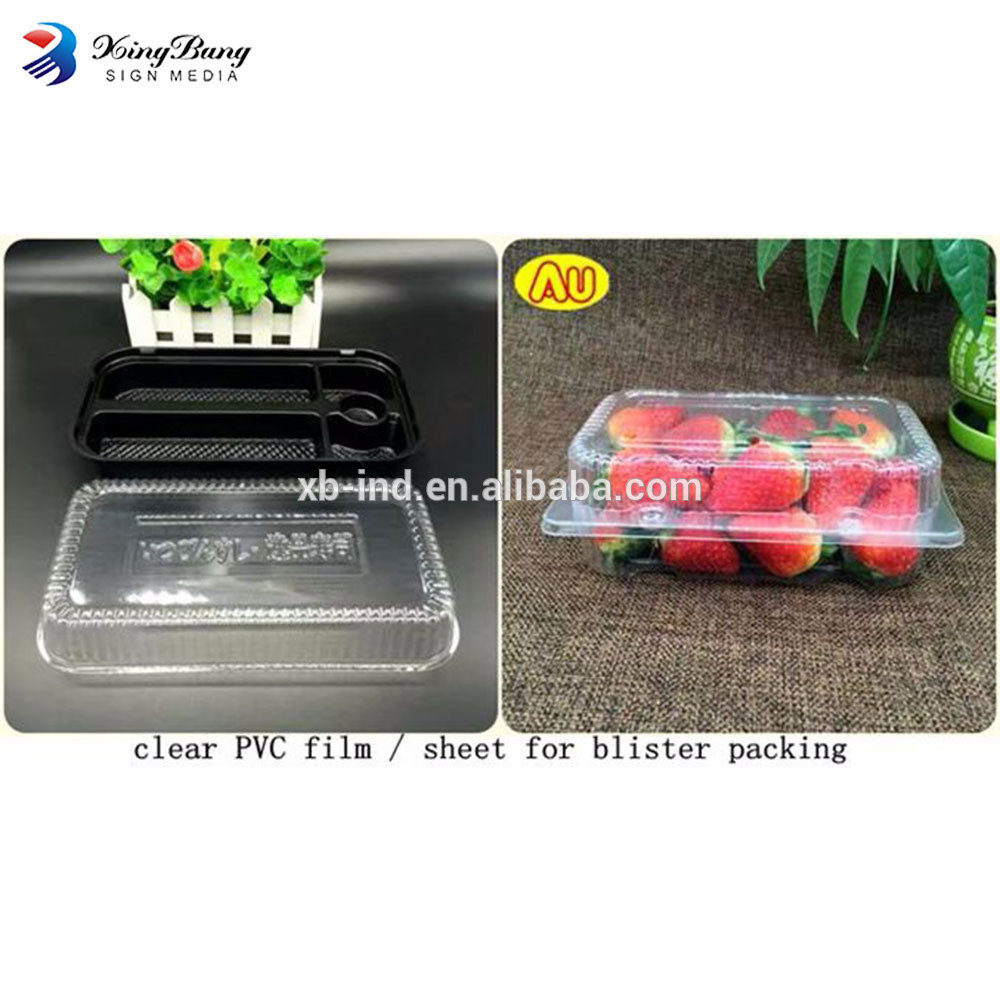 XingBang
SIGN MEDIA
AU
xb-ind.en.alibaba.com
clear PVC film / sheet for blister packing